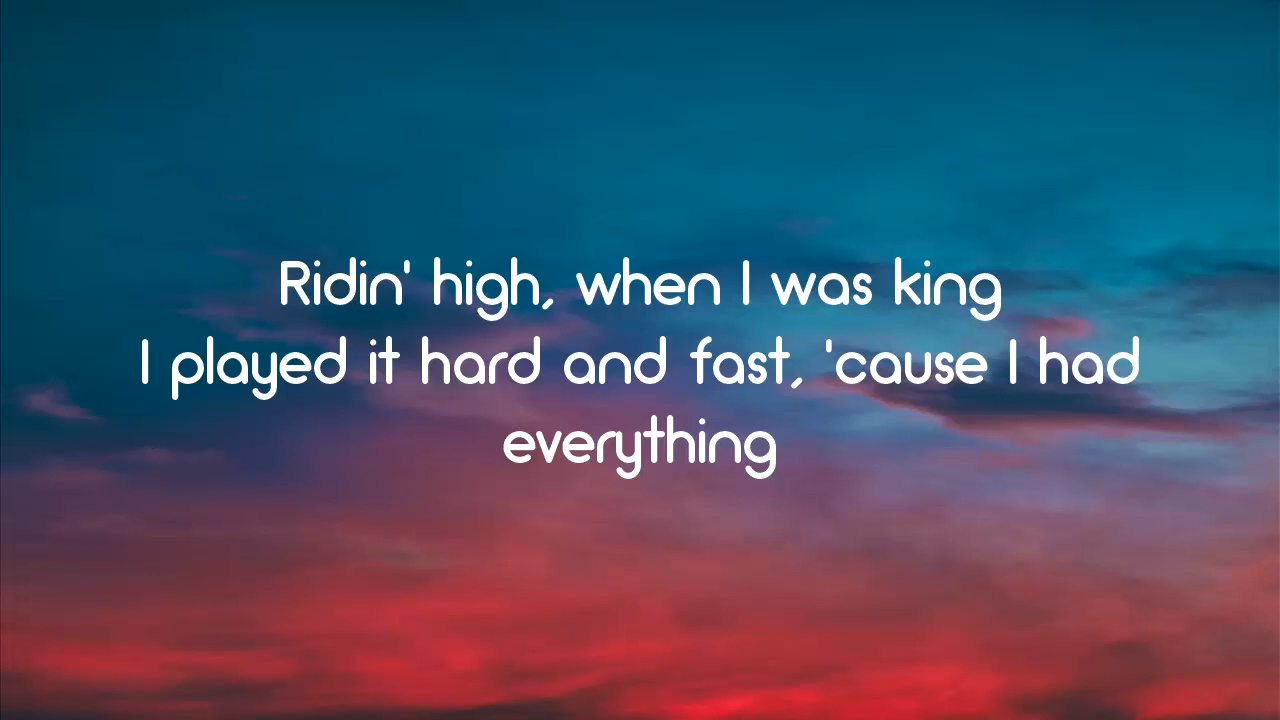 Ridin' high, when I was king
I played it hard and fast, 'cause I had
everything